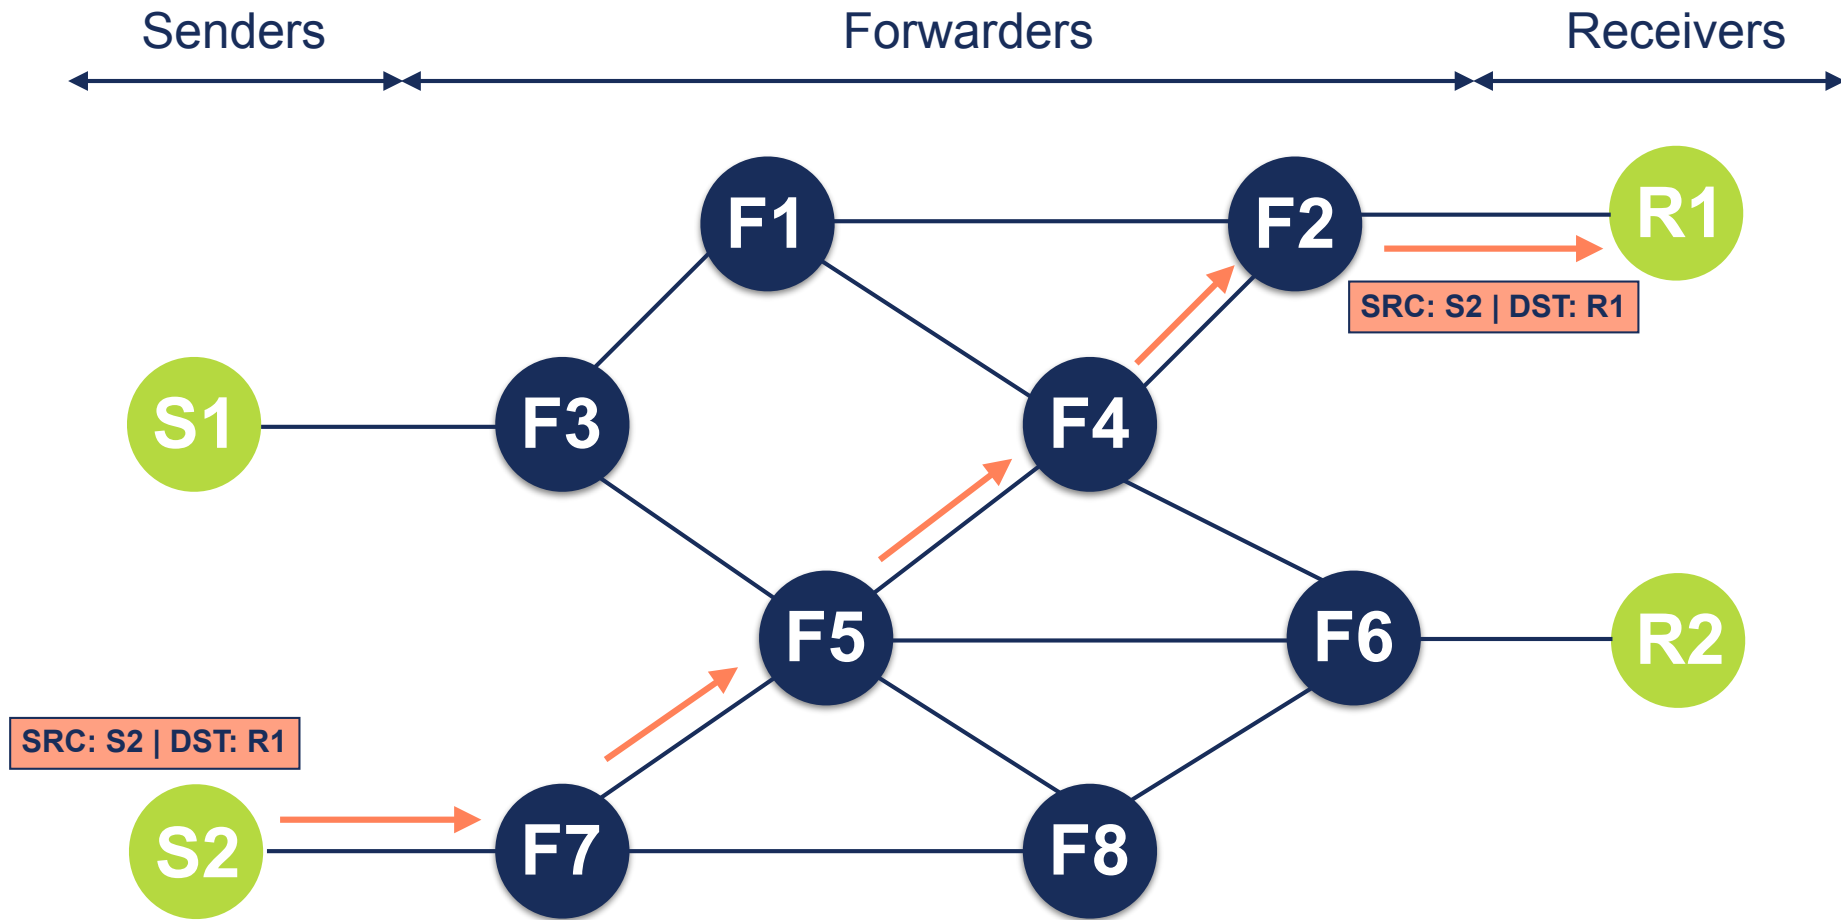 Senders
Forwarders
Receivers
F1
F2
R1
SRC: S2 | DST: R1
S1
F3
F4
F5
F6
R2
SRC: S2 | DST: R1
S2
F7
F8